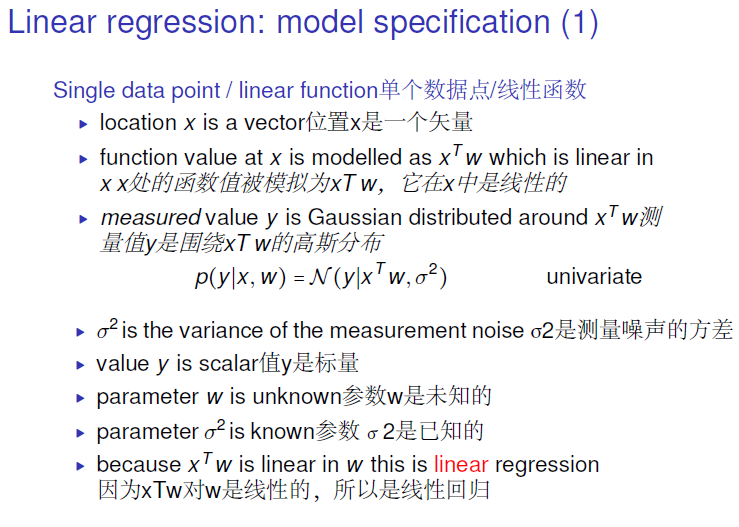 Linear regression: model specification (1)
Single data point / linear function单个数据点/线性函数
location x is a vector位置x是一个矢量
function value at x is modelled as xᵀw which is linear in
x x处的函数值被模拟为xT w，它在x中是线性的
measured value y is Gaussian distributed around xᵀw测
量值y是围绕xT w的高斯分布
p(y|x, w) = 𝒩(y|xᵀw, σ²) univariate
σ² is the variance of the measurement noise σ2是测量噪声的方差
value y is scalar值y是标量
parameter w is unknown参数w是未知的
parameter σ² is known参数 σ 2是已知的
because xᵀw is linear in w this is linear regression
因为xTw对w是线性的，所以是线性回归